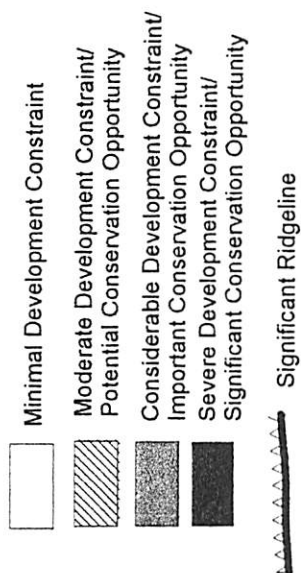 Minimal Development Constraint
Moderate Development Constraint/
Potential Conservation Opportunity
Considerable Development Constraint/
Important Conservation Opportunity
Severe Development Constraint/
Significant Conservation Opportunity
Significant Ridgeline